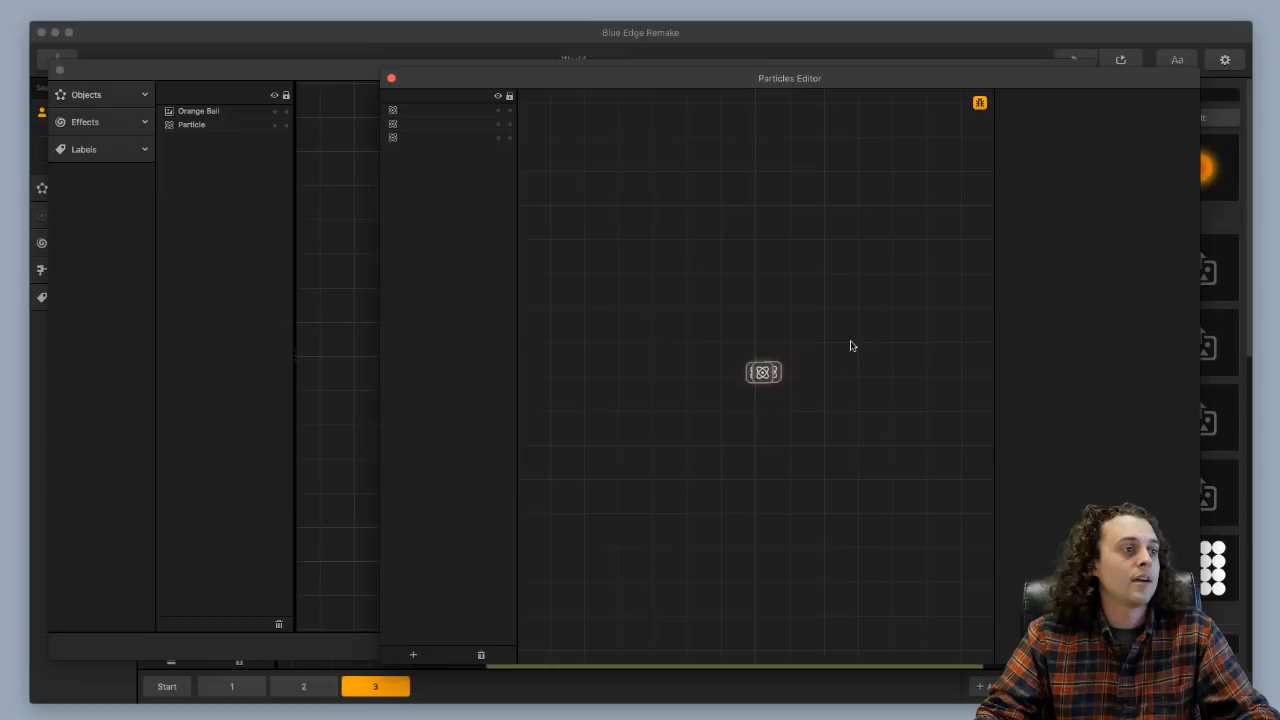 Blue Edge Remake
Aa
Particles Editor
Objects
Effects
Labels
Orange Ball
Particle
Start
1
2
3